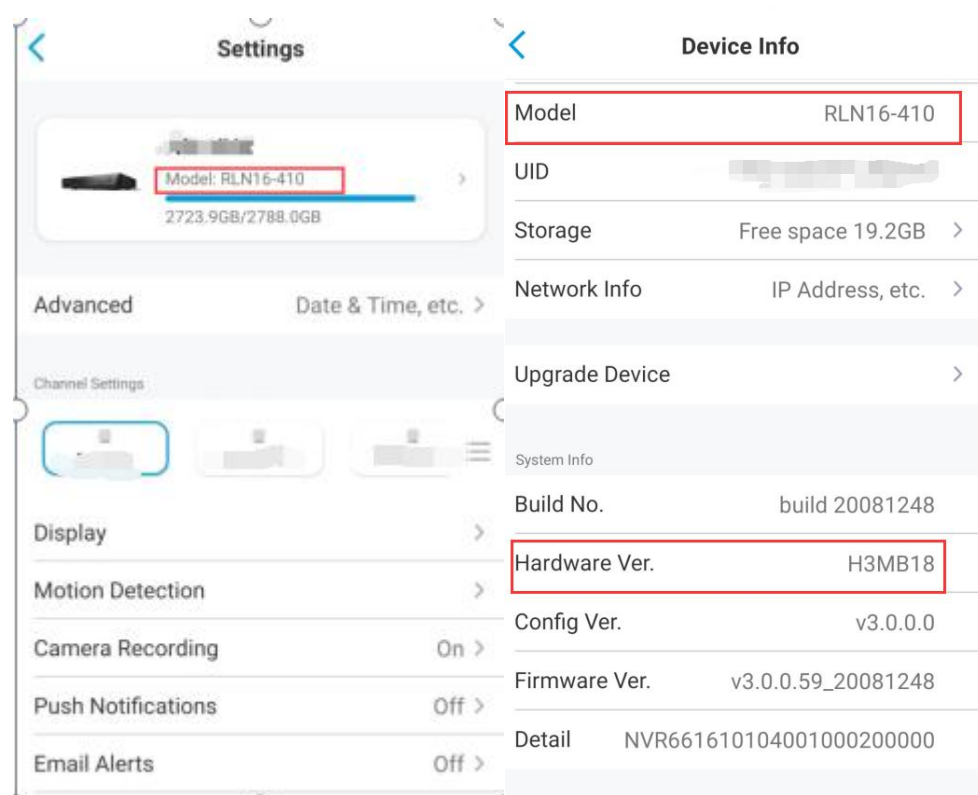 Settings
Model: RLN16-410
2723.9GB/2788.0GB
Advanced Date & Time, etc.
Channel Settings
Display
Motion Detection
Camera Recording On
Push Notifications Off
Email Alerts Off
Device Info
Model RLN16-410
UID
Storage Free space 19.2GB
Network Info IP Address, etc.
Upgrade Device
System Info
Build No. build 20081248
Hardware Ver. H3MB18
Config Ver. v3.0.0.0
Firmware Ver. v3.0.0.59_20081248
Detail NVR661610104001000200000